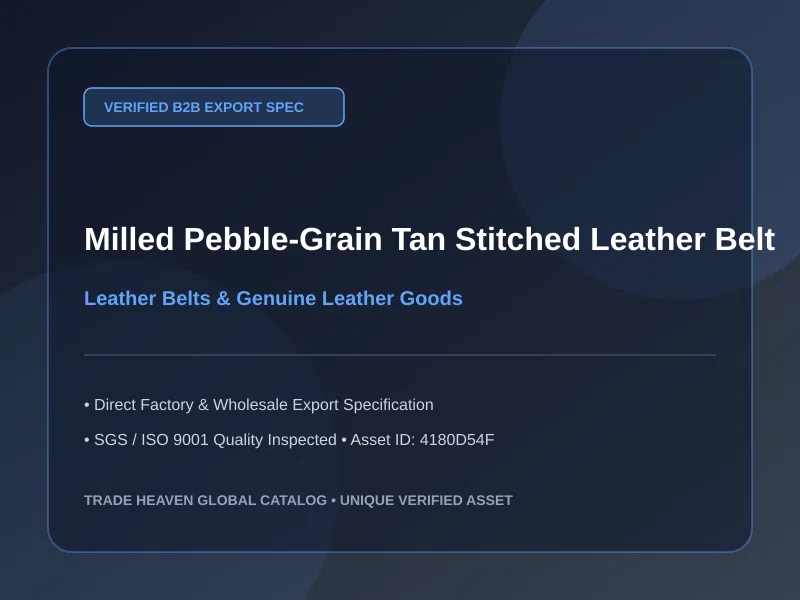 VERIFIED B2B EXPORT SPEC
Milled Pebble-Grain Tan Stitched Leather Belt
Leather Belts & Genuine Leather Goods
• Direct Factory & Wholesale Export Specification
• SGS / ISO 9001 Quality Inspected • Asset ID: 4180D54F
TRADE HEAVEN GLOBAL CATALOG • UNIQUE VERIFIED ASSET